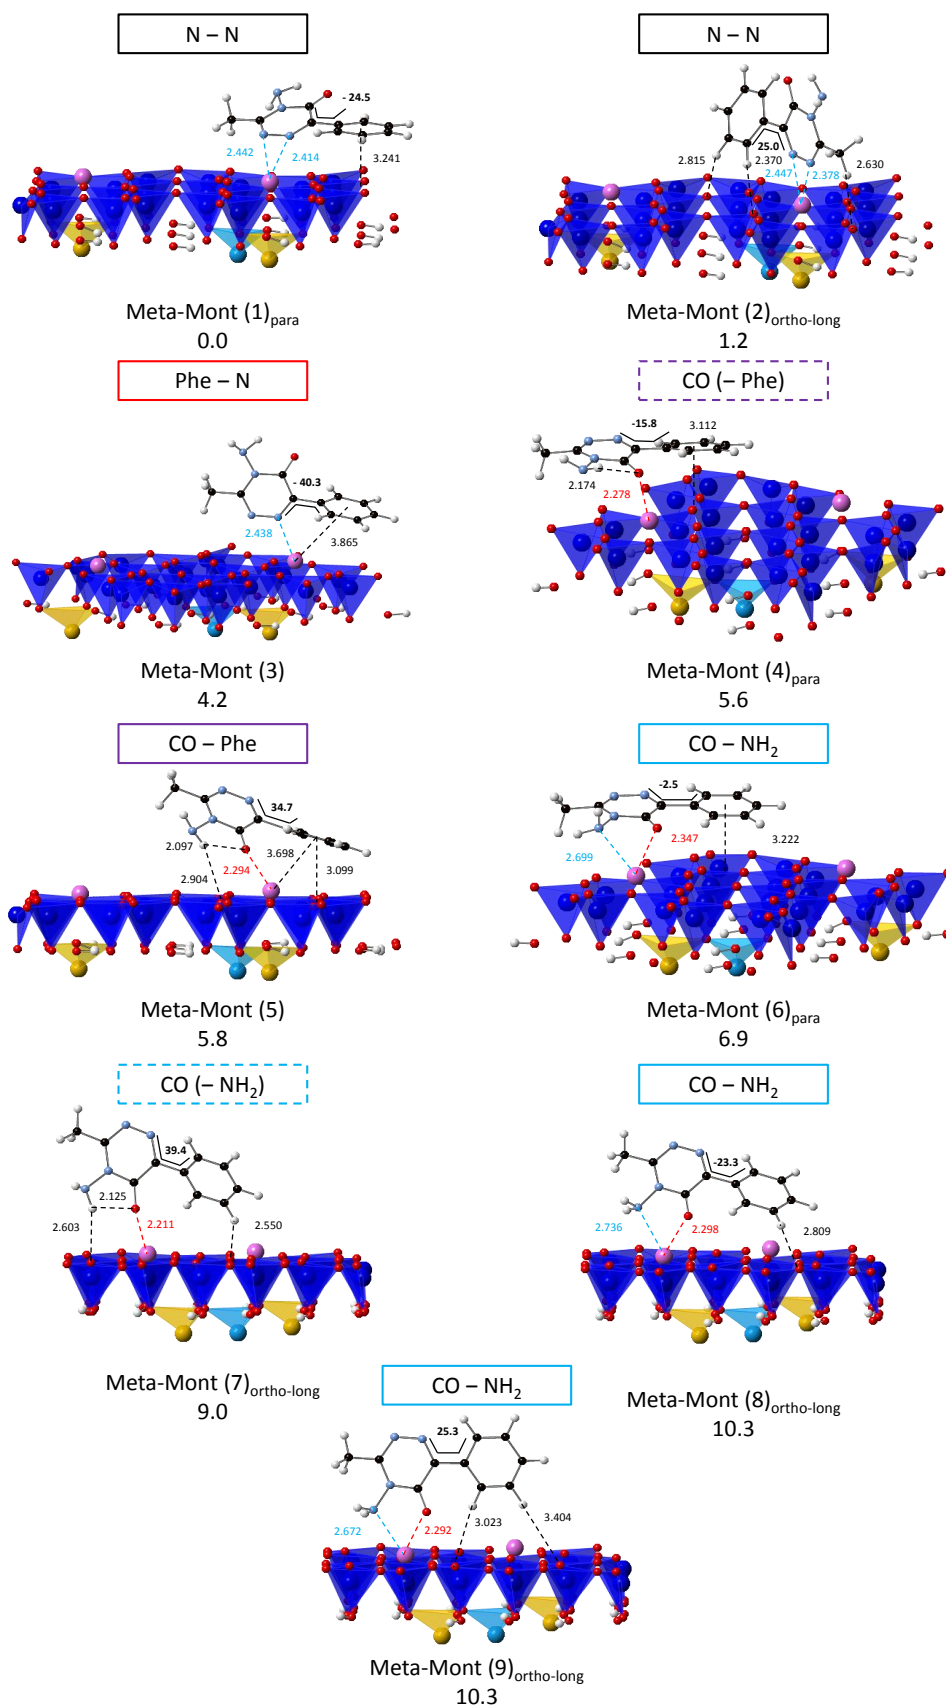 N – N
- 24.5
2.442
2.414
3.241
Meta-Mont (1)para
0.0
N – N
2.815
25.0
2.370
2.447
2.378
2.630
Meta-Mont (2)ortho-long
1.2
Phe – N
- 40.3
2.438
3.865
Meta-Mont (3)
4.2
CO (– Phe)
-15.8
3.112
2.174
2.278
Meta-Mont (4)para
5.6
CO – Phe
34.7
2.097
2.294
3.698
3.099
2.904
Meta-Mont (5)
5.8
CO – NH2
-2.5
2.347
2.699
3.222
Meta-Mont (6)para
6.9
CO (– NH2)
39.4
2.125
2.603
2.211
2.550
Meta-Mont (7)ortho-long
9.0
CO – NH2
-23.3
2.736
2.298
2.809
Meta-Mont (8)ortho-long
10.3
CO – NH2
25.3
2.672
2.292
3.023
3.404
Meta-Mont (9)ortho-long
10.3